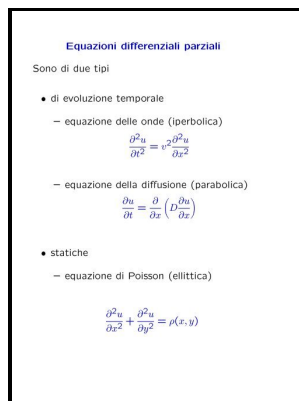 Equazioni differenziali parziali
Sono di due tipi
• di evoluzione temporale
– equazione delle onde (iperbolica)
∂²u/∂t² = v² ∂²u/∂x²
– equazione della diffusione (parabolica)
∂u/∂t = ∂/∂x (D ∂u/∂x)
• statiche
– equazione di Poisson (ellittica)
∂²u/∂x² + ∂²u/∂y² = ρ(x, y)